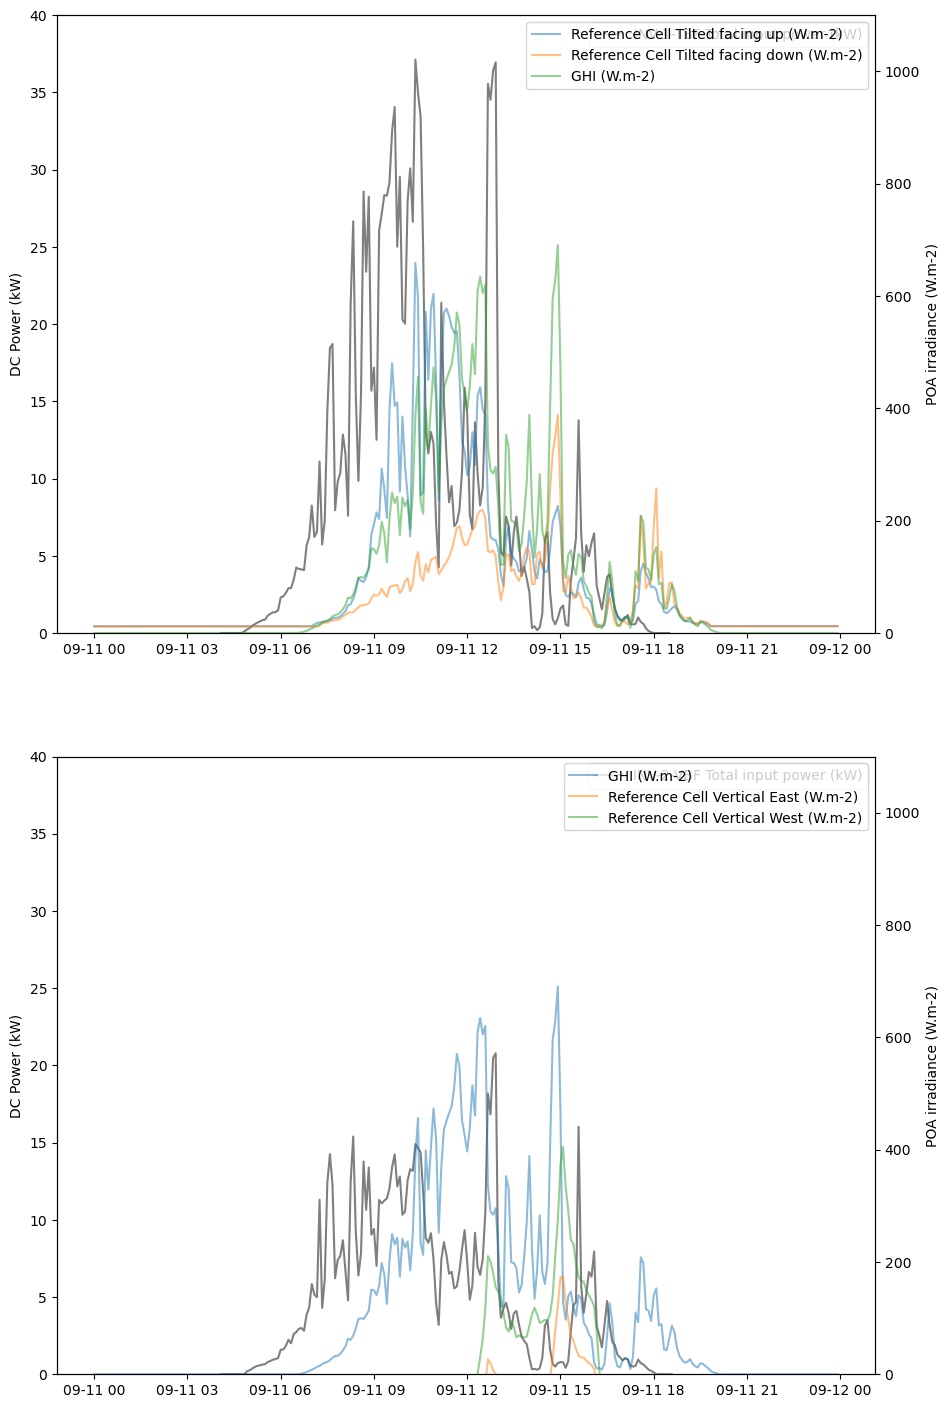 40
35
30
25
20
15
10
5
0
DC Power (kW)
Reference Cell Tilted facing up (W.m-2)
Reference Cell Tilted facing down (W.m-2)
GHI (W.m-2)
1000
800
600
400
200
0
POA irradiance (W.m-2)
09-11 00 09-11 03 09-11 06 09-11 09 09-11 12 09-11 15 09-11 18 09-11 21 09-12 00
40
35
30
25
20
15
10
5
0
DC Power (kW)
Total input power (kW)
GHI (W.m-2)
Reference Cell Vertical East (W.m-2)
Reference Cell Vertical West (W.m-2)
1000
800
600
400
200
0
POA irradiance (W.m-2)
09-11 00 09-11 03 09-11 06 09-11 09 09-11 12 09-11 15 09-11 18 09-11 21 09-12 00